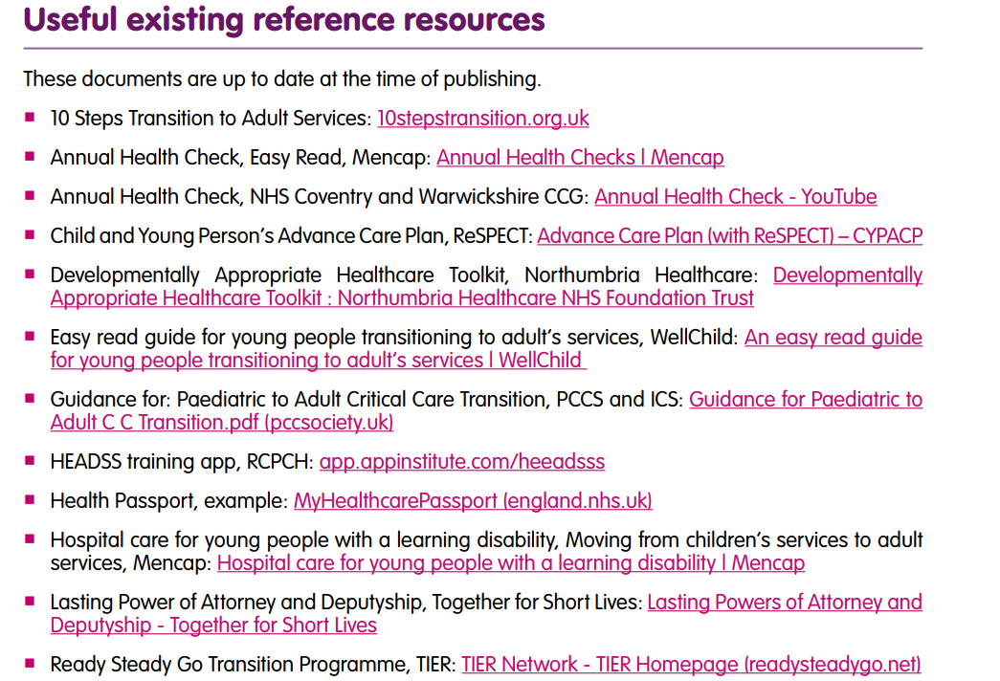 Useful existing reference resources
These documents are up to date at the time of publishing.
10 Steps Transition to Adult Services: 10stepstransition.org.uk
Annual Health Check, Easy Read, Mencap: Annual Health Checks | Mencap
Annual Health Check, NHS Coventry and Warwickshire CCG: Annual Health Check - YouTube
Child and Young Person's Advance Care Plan, ReSPECT: Advance Care Plan (with ReSPECT) – CYPACP
Developmentally Appropriate Healthcare Toolkit, Northumbria Healthcare: Developmentally
Appropriate Healthcare Toolkit : Northumbria Healthcare NHS Foundation Trust
Easy read guide for young people transitioning to adult's services, WellChild: An easy read guide
for young people transitioning to adult's services | WellChild
Guidance for: Paediatric to Adult Critical Care Transition, PCCS and ICS: Guidance for Paediatric to
Adult C C Transition.pdf (pccsociety.uk)
HEADSS training app, RCPCH: app.appinstitute.com/heeadsss
Health Passport, example: MyHealthcarePassport (england.nhs.uk)
Hospital care for young people with a learning disability, Moving from children's services to adult
services, Mencap: Hospital care for young people with a learning disability | Mencap
Lasting Power of Attorney and Deputyship, Together for Short Lives: Lasting Powers of Attorney and
Deputyship - Together for Short Lives
Ready Steady Go Transition Programme, TIER: TIER Network - TIER Homepage (readysteadygo.net)